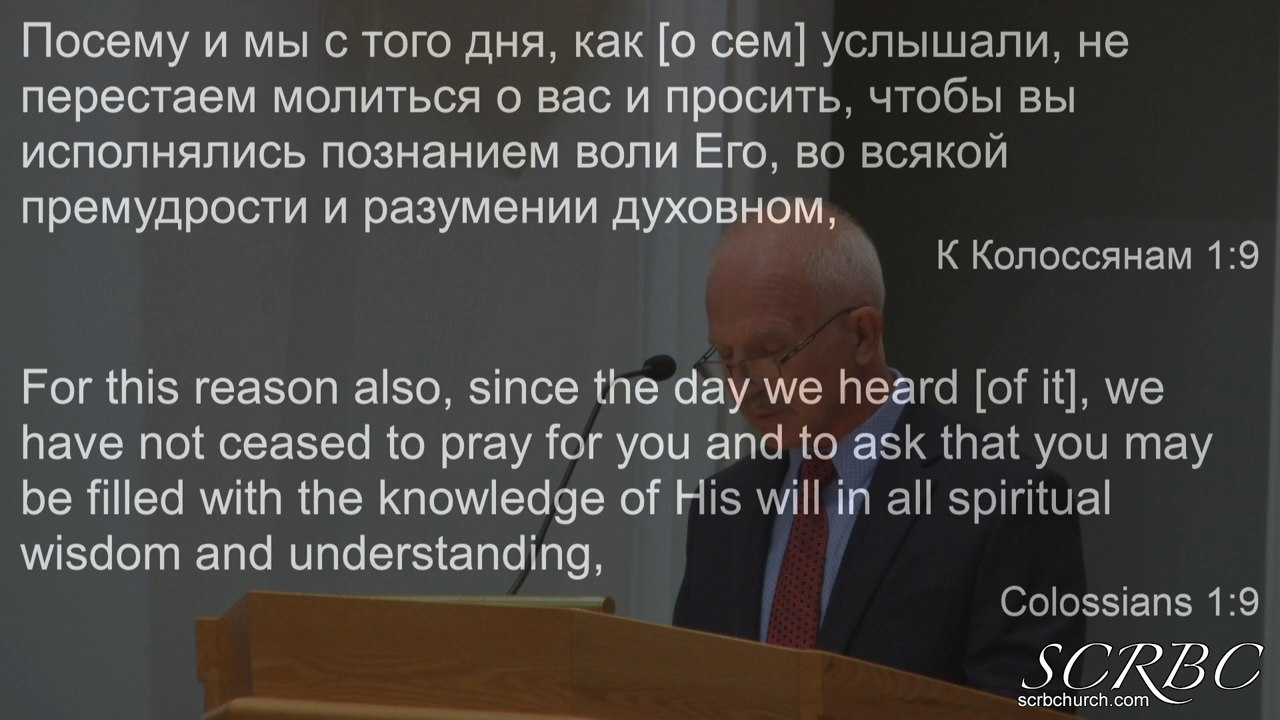 Посему и мы с того дня, как [о сем] услышали, не
перестаем молиться о вас и просить, чтобы вы
исполнялись познанием воли Его, во всякой
премудрости и разумении духовном,
К Колоссянам 1:9
For this reason also, since the day we heard [of it], we
have not ceased to pray for you and to ask that you may
be filled with the knowledge of His will in all spiritual
wisdom and understanding,
Colossians 1:9
SCRBC
scrbchurch.com